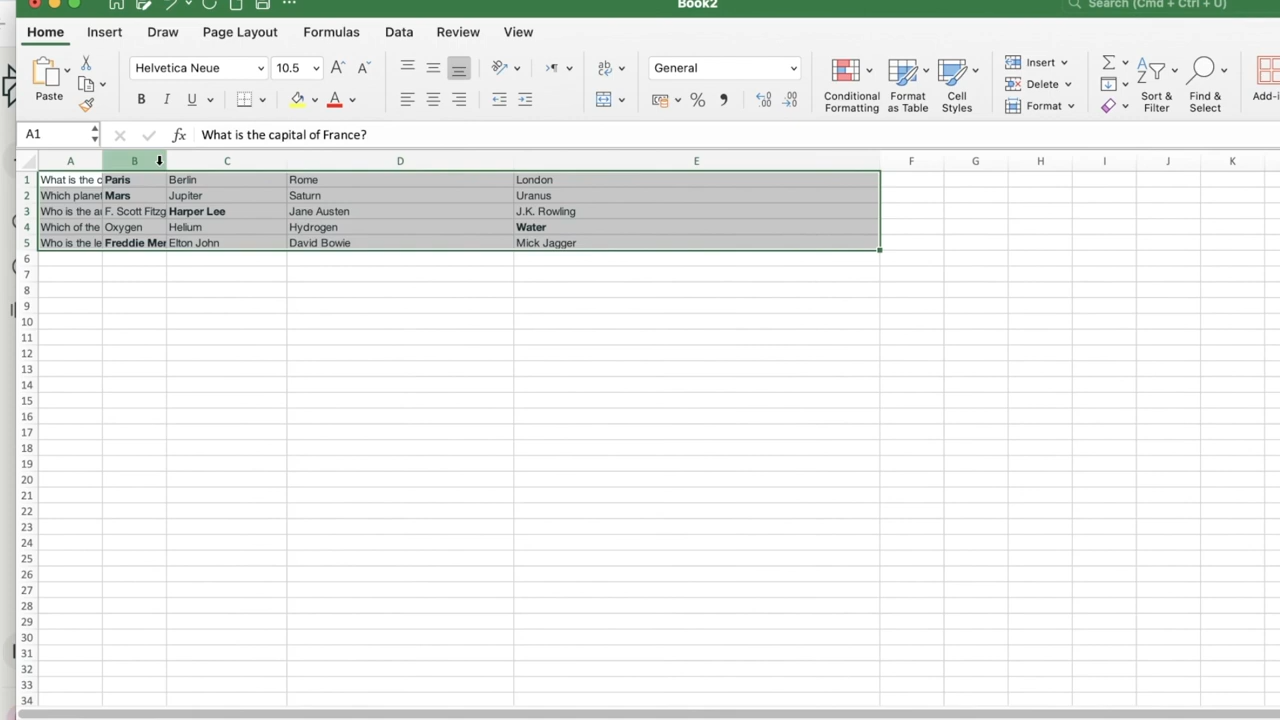 Book2
Search (Cmd + Ctrl + U)
Home Insert Draw Page Layout Formulas Data Review View
Paste
Helvetica Neue
10.5
General
Conditional Formatting
Format as Table
Cell Styles
Insert
Delete
Format
Sort & Filter
Find & Select
Add-i
A1
fx
What is the capital of France?
A B C D E F G H I J K
1 What is the c Paris Berlin Rome London
2 Which planet Mars Jupiter Saturn Uranus
3 Who is the au F. Scott Fitzg Harper Lee Jane Austen J.K. Rowling
4 Which of the Oxygen Helium Hydrogen Water
5 Who is the le Freddie Mer Elton John David Bowie Mick Jagger
6
7
8
9
10
11
12
13
14
15
16
17
18
19
20
21
22
23
24
25
26
27
28
29
30
31
32
33
34